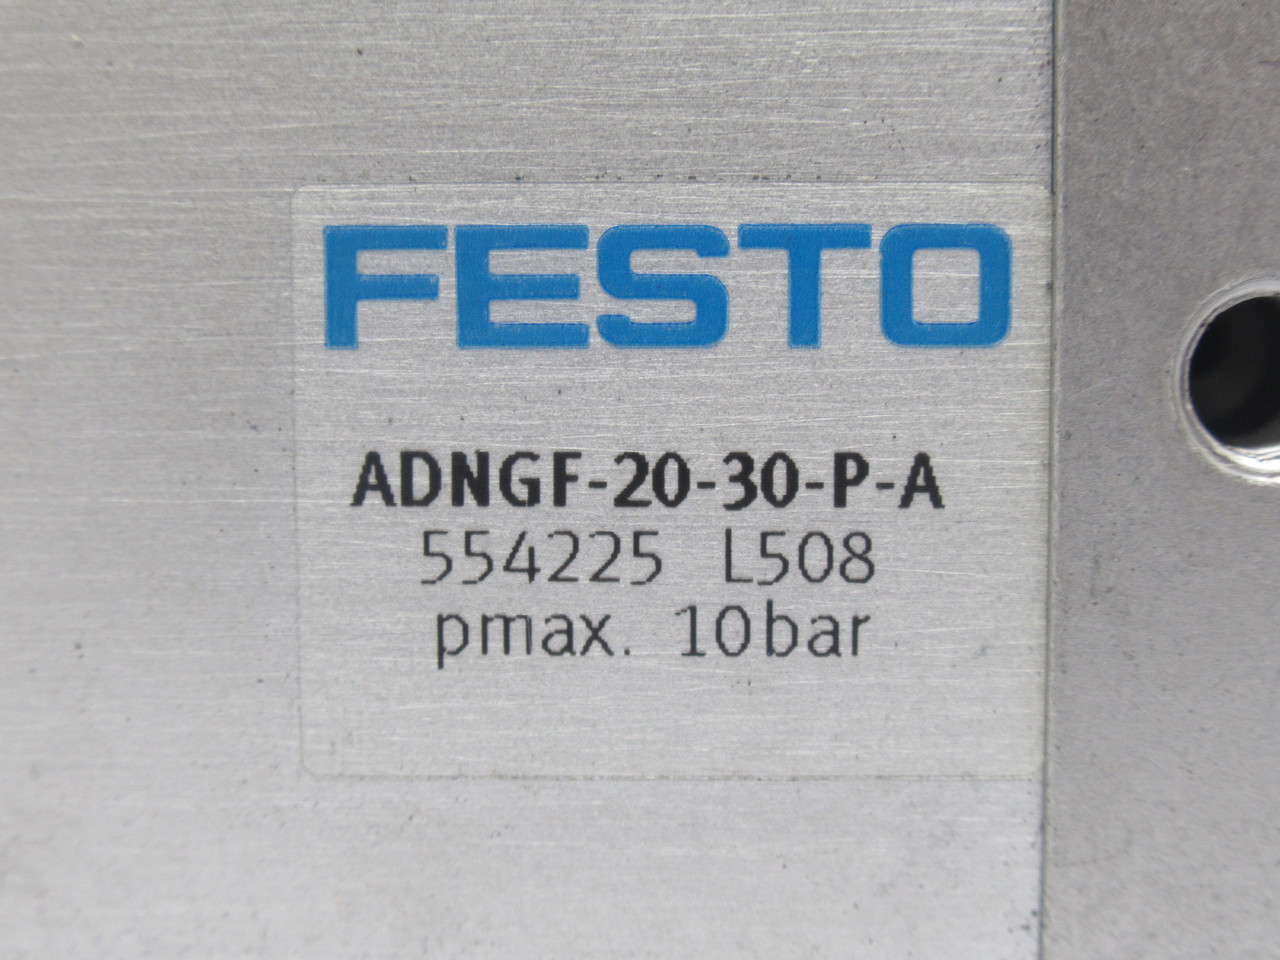 FESTO
ADNGF-20-30-P-A
554225 L508
pmax. 10bar